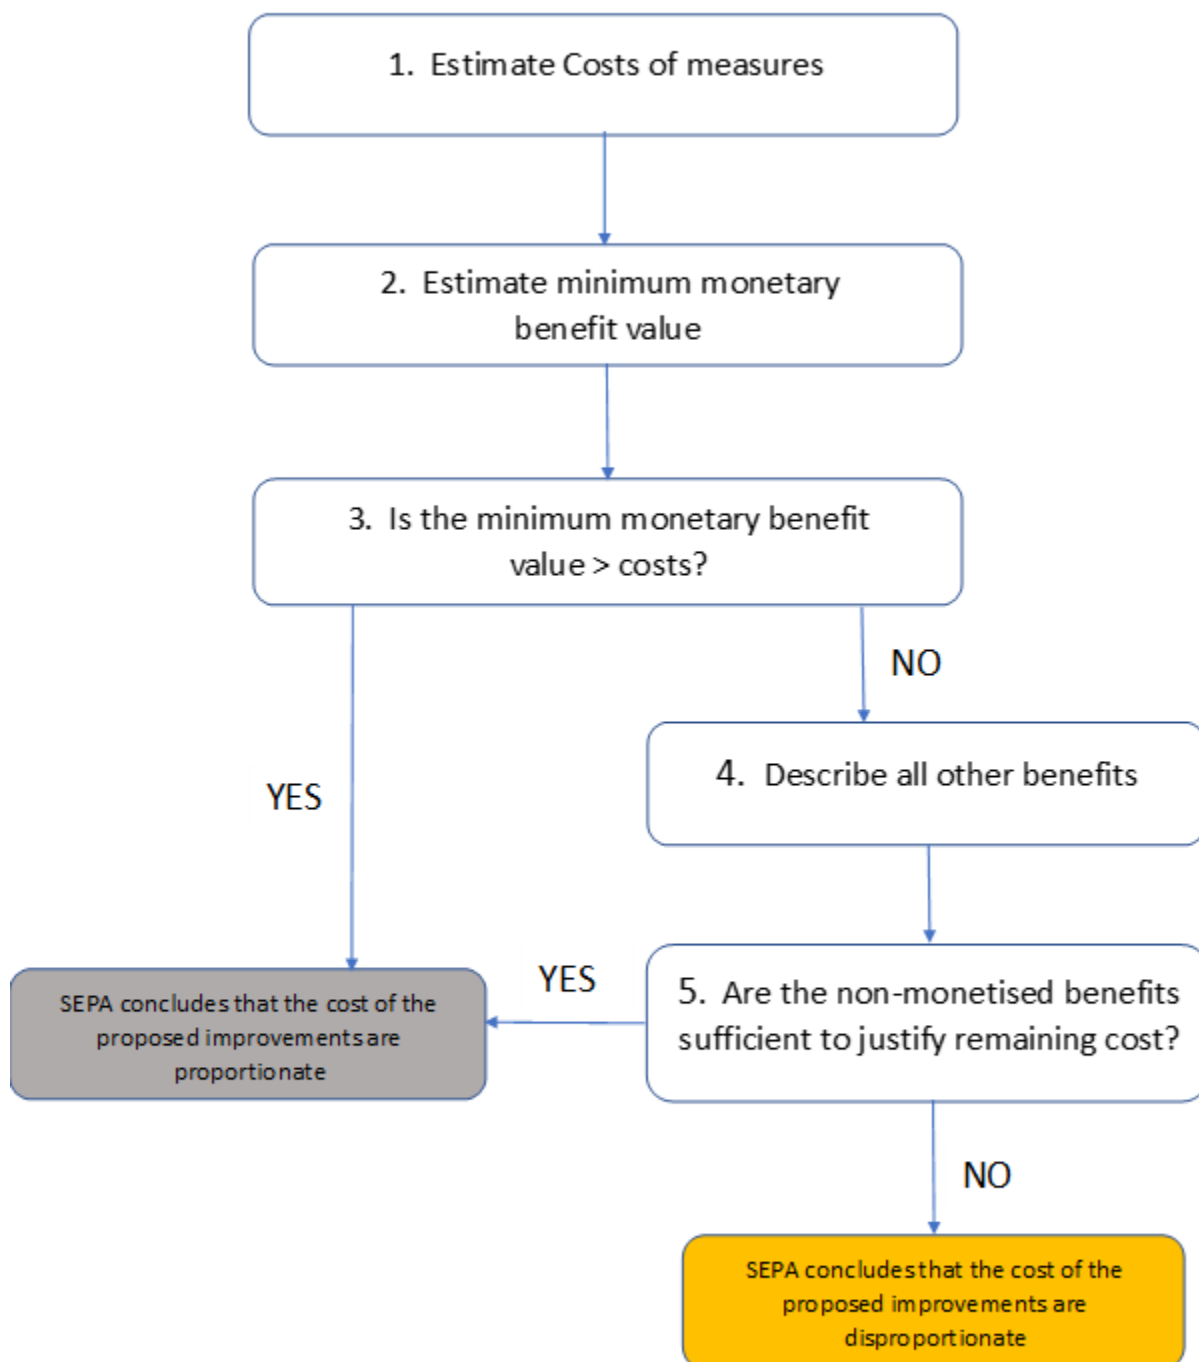 1. Estimate Costs of measures
2. Estimate minimum monetary
benefit value
3. Is the minimum monetary benefit
value > costs?
NO
4. Describe all other benefits
YES
5. Are the non-monetised benefits
sufficient to justify remaining cost?
YES
SEPA concludes that the cost of the
proposed improvements are
proportionate
NO
SEPA concludes that the cost of the
proposed improvements are
disproportionate